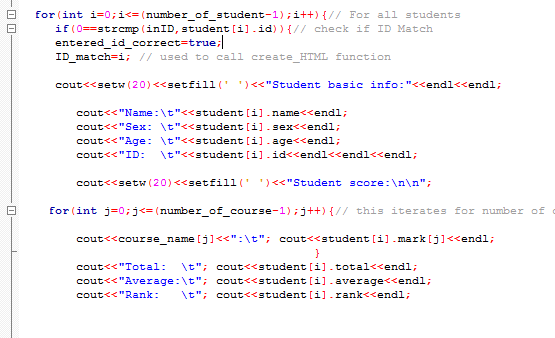 for(int i=0;i<=(number_of_student-1);i++){// For all students
if(0==strcmp(inID,student[i].id)){// check if ID Match
entered_id_correct=true;
ID_match=i; // used to call create_HTML function
cout<<setw(20)<<setfill(' ')<<"Student basic info:"<<endl<<endl;
cout<<"Name:\t"<<student[i].name<<endl;
cout<<"Sex: \t"<<student[i].sex<<endl;
cout<<"Age: \t"<<student[i].age<<endl;
cout<<"ID:  \t"<<student[i].id<<endl<<endl<<endl;
cout<<setw(20)<<setfill(' ')<<"Student score:\n\n";
for(int j=0;j<=(number_of_course-1);j++){// this iterates for number of
cout<<course_name[j]<<":\t"; cout<<student[i].mark[j]<<endl;
}
cout<<"Total:  \t"; cout<<student[i].total<<endl;
cout<<"Average:\t"; cout<<student[i].average<<endl;
cout<<"Rank:   \t"; cout<<student[i].rank<<endl;